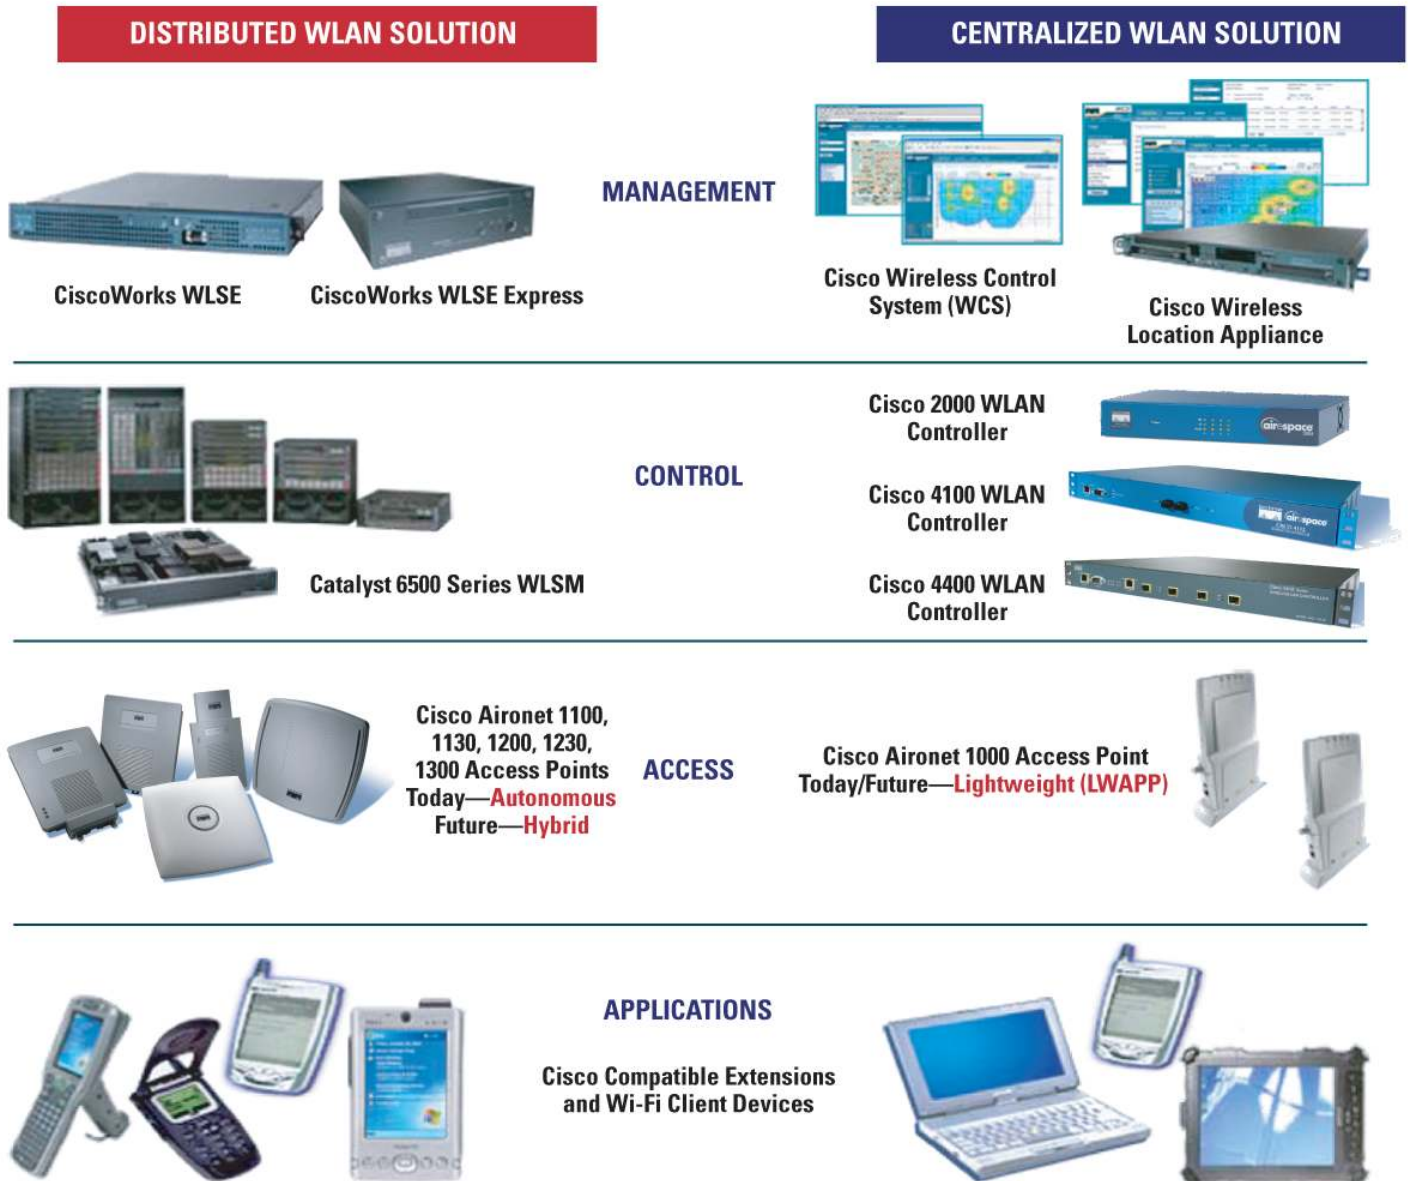 DISTRIBUTED WLAN SOLUTION
CENTRALIZED WLAN SOLUTION
MANAGEMENT
CiscoWorks WLSE
CiscoWorks WLSE Express
Cisco Wireless Control
System (WCS)
Cisco Wireless
Location Appliance
CONTROL
Catalyst 6500 Series WLSM
Cisco 2000 WLAN
Controller
airespace
Cisco 4100 WLAN
Controller
airespace
Cisco 4400 WLAN
Controller
Cisco Aironet 1100,
1130, 1200, 1230,
1300 Access Points
Today—Autonomous
Future—Hybrid
ACCESS
Cisco Aironet 1000 Access Point
Today/Future—Lightweight (LWAPP)
APPLICATIONS
Cisco Compatible Extensions
and Wi-Fi Client Devices